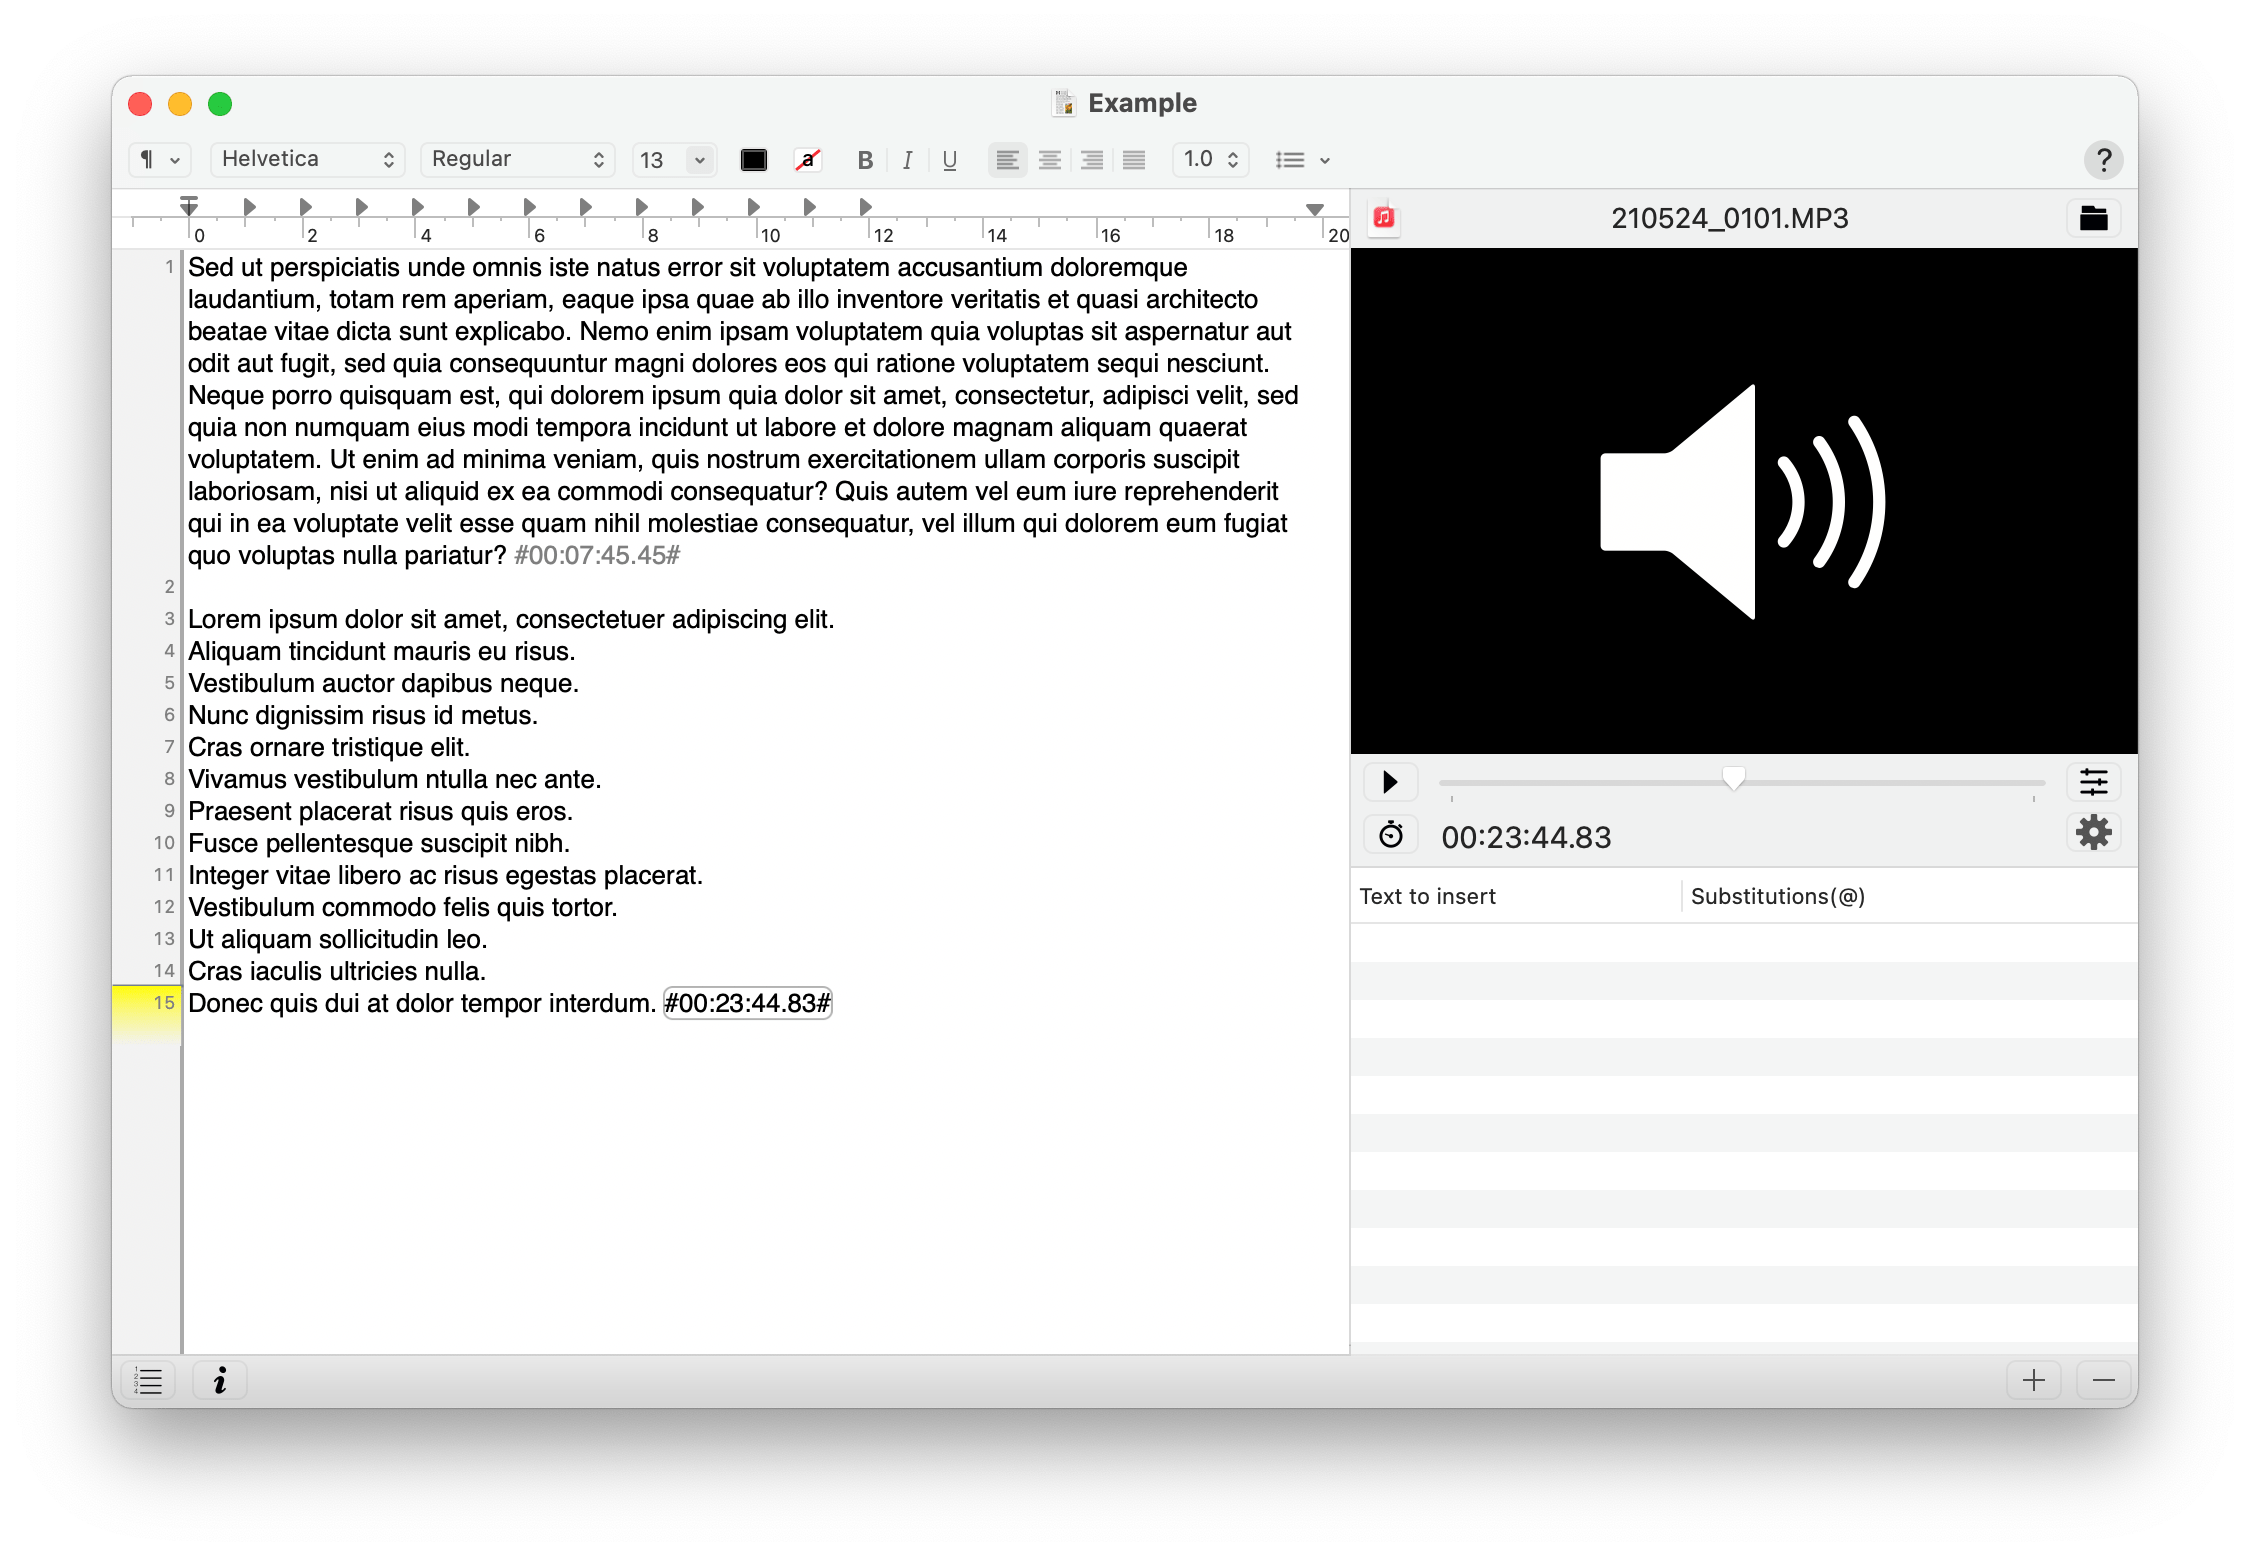 Example
¶ Helvetica Regular 13 a B I U 1.0 ?
0 2 4 6 8 10 12 14 16 18 20
210524_0101.MP3
1 Sed ut perspiciatis unde omnis iste natus error sit voluptatem accusantium doloremque
laudantium, totam rem aperiam, eaque ipsa quae ab illo inventore veritatis et quasi architecto
beatae vitae dicta sunt explicabo. Nemo enim ipsam voluptatem quia voluptas sit aspernatur aut
odit aut fugit, sed quia consequuntur magni dolores eos qui ratione voluptatem sequi nesciunt.
Neque porro quisquam est, qui dolorem ipsum quia dolor sit amet, consectetur, adipisci velit, sed
quia non numquam eius modi tempora incidunt ut labore et dolore magnam aliquam quaerat
voluptatem. Ut enim ad minima veniam, quis nostrum exercitationem ullam corporis suscipit
laboriosam, nisi ut aliquid ex ea commodi consequatur? Quis autem vel eum iure reprehenderit
qui in ea voluptate velit esse quam nihil molestiae consequatur, vel illum qui dolorem eum fugiat
quo voluptas nulla pariatur? #00:07:45.45#
2
3 Lorem ipsum dolor sit amet, consectetuer adipiscing elit.
4 Aliquam tincidunt mauris eu risus.
5 Vestibulum auctor dapibus neque.
6 Nunc dignissim risus id metus.
7 Cras ornare tristique elit.
8 Vivamus vestibulum ntulla nec ante.
9 Praesent placerat risus quis eros.
10 Fusce pellentesque suscipit nibh.
11 Integer vitae libero ac risus egestas placerat.
12 Vestibulum commodo felis quis tortor.
13 Ut aliquam sollicitudin leo.
14 Cras iaculis ultricies nulla.
15 Donec quis dui at dolor tempor interdum. #00:23:44.83#
00:23:44.83
Text to insert Substitutions(@)